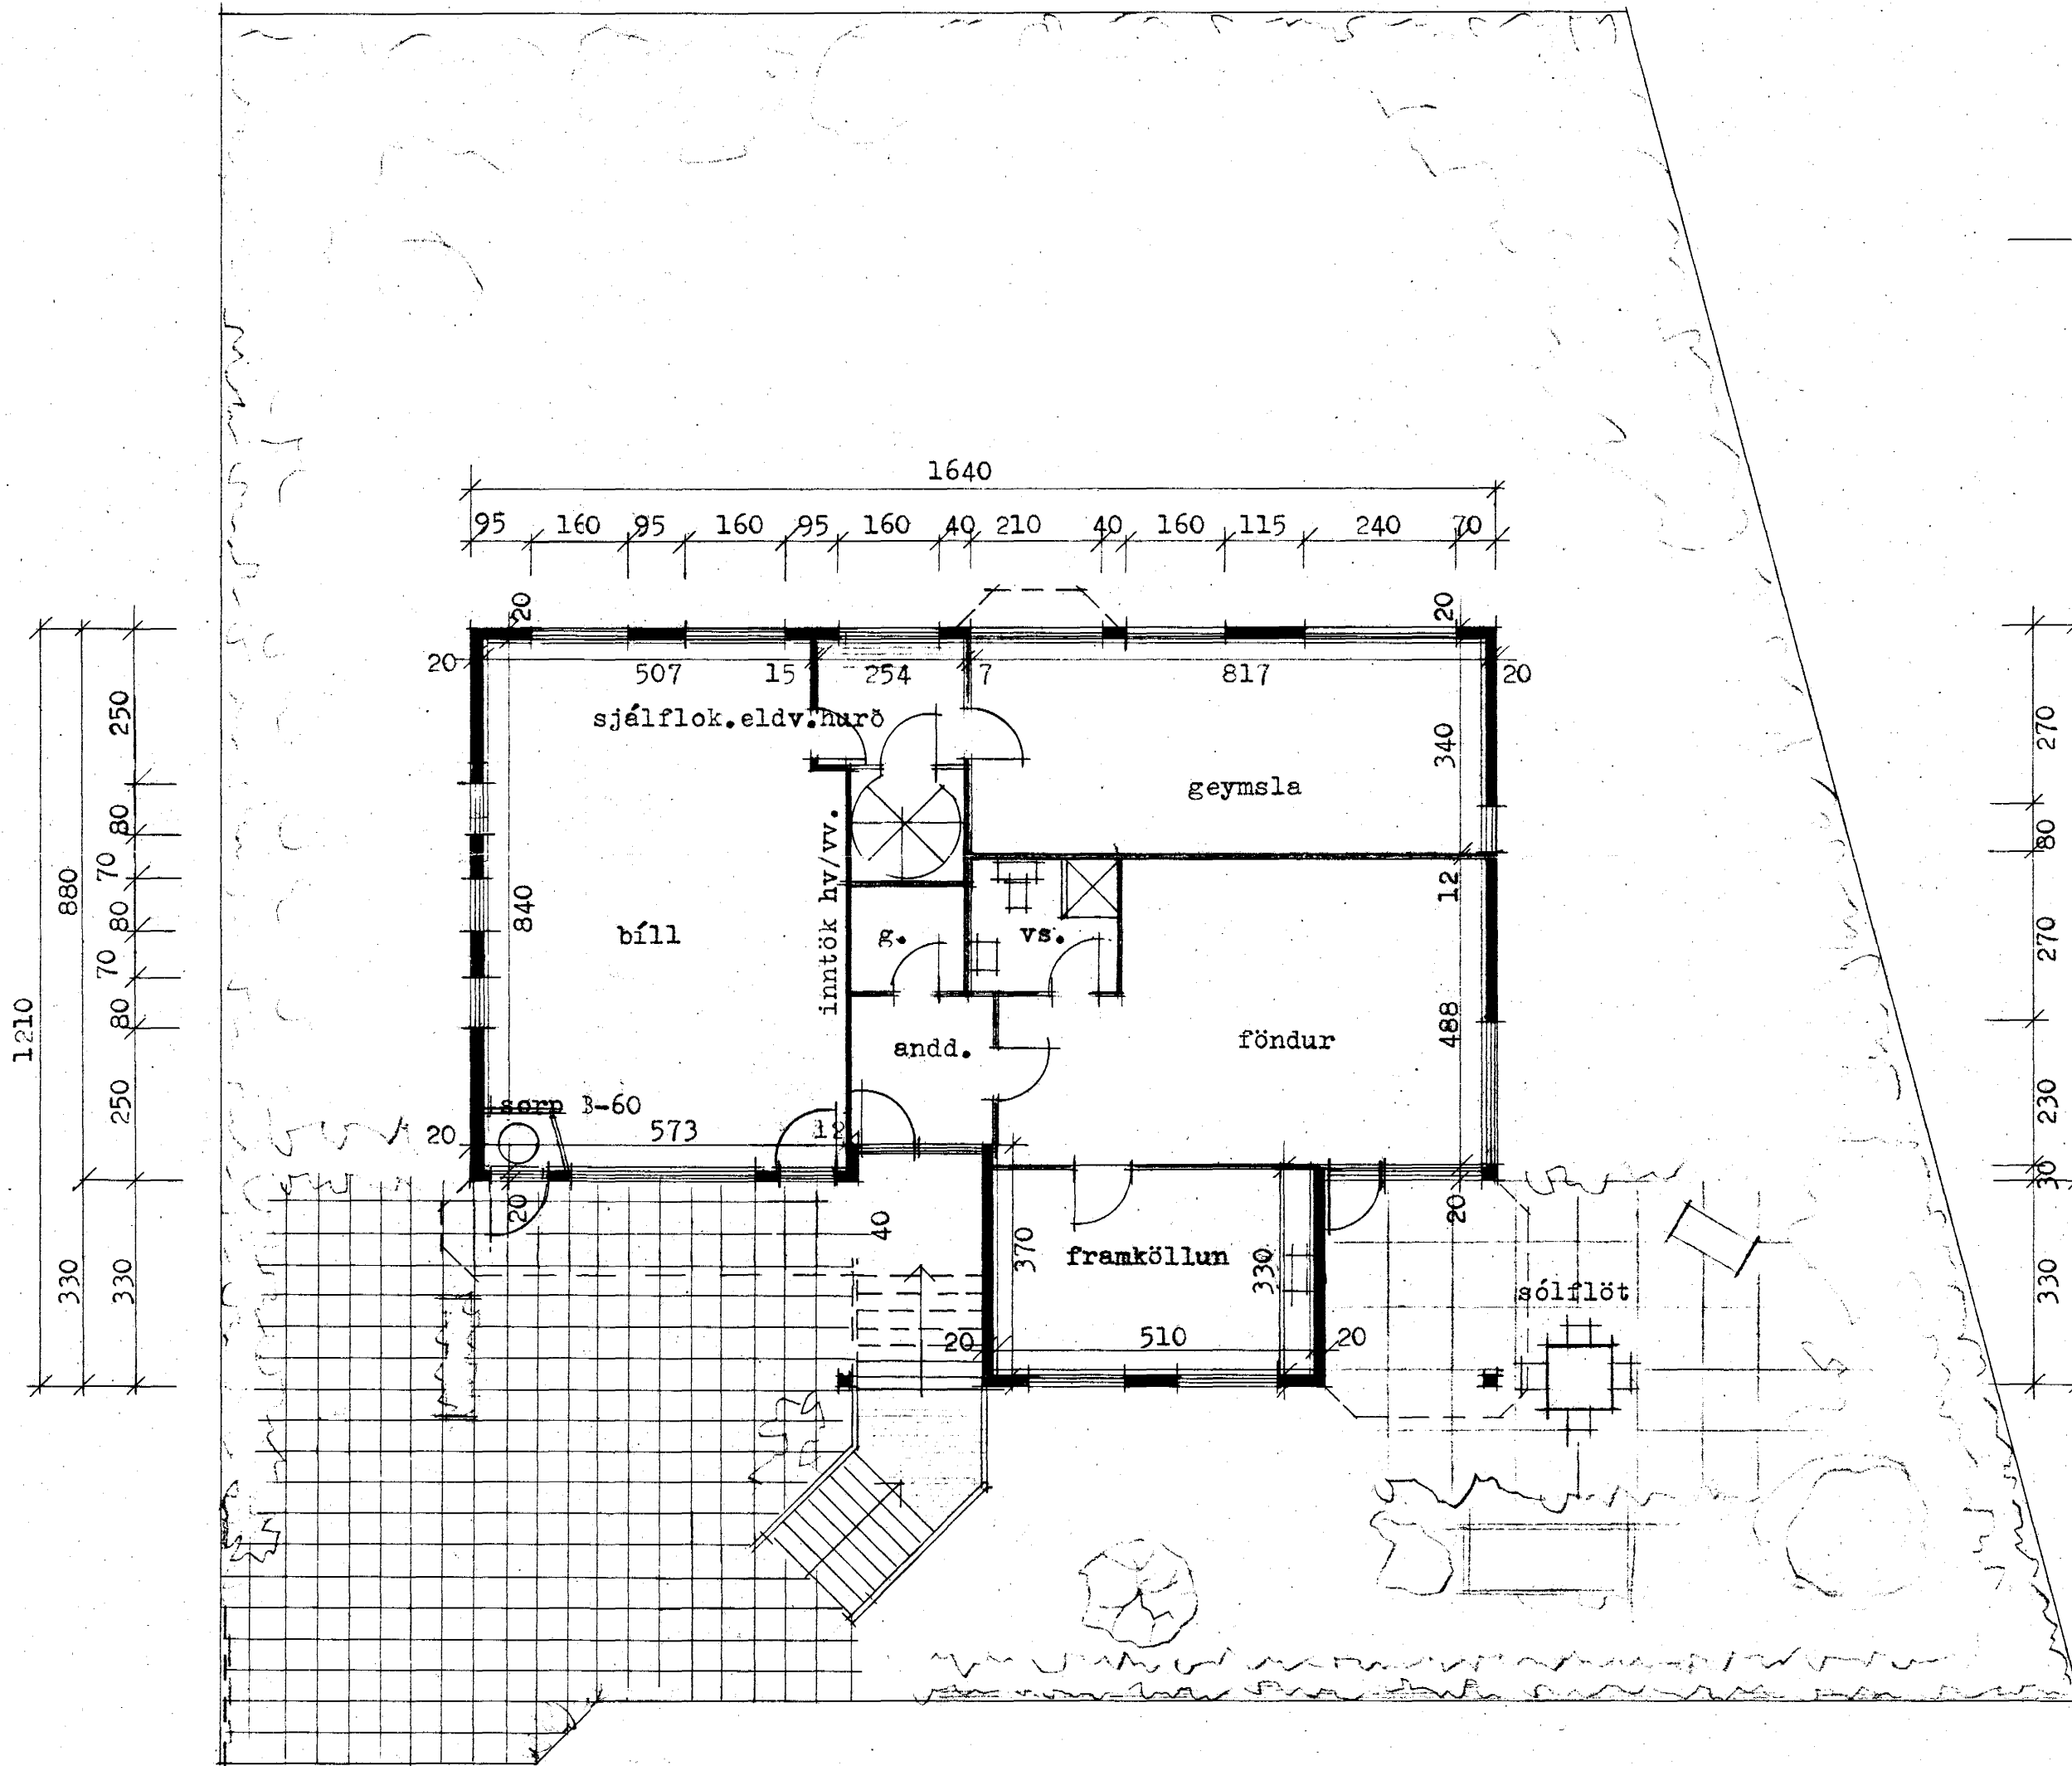 1640
95 160 95 160 95 160 40 210 40 160 115 240 70
20 20
20 507 15 254 7 817 20
sjálflok.eldv.hurð
250
270
340
geymsla
80
80
inntök hv/vv.
70
880
840
12
bíll
g.
vs.
80
270
70
1210
80
488
andd.
föndur
250
230
sorp B-60
20 573 12
30
20
40
20
370
framköllun
330
330
330
sólflöt
330
20 510 20